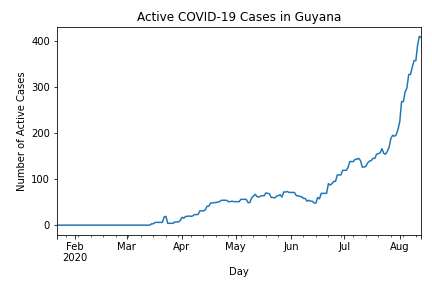 Active COVID-19 Cases in Guyana
400
300
200
100
0
Number of Active Cases
Feb Mar Apr May Jun Jul Aug
2020
Day